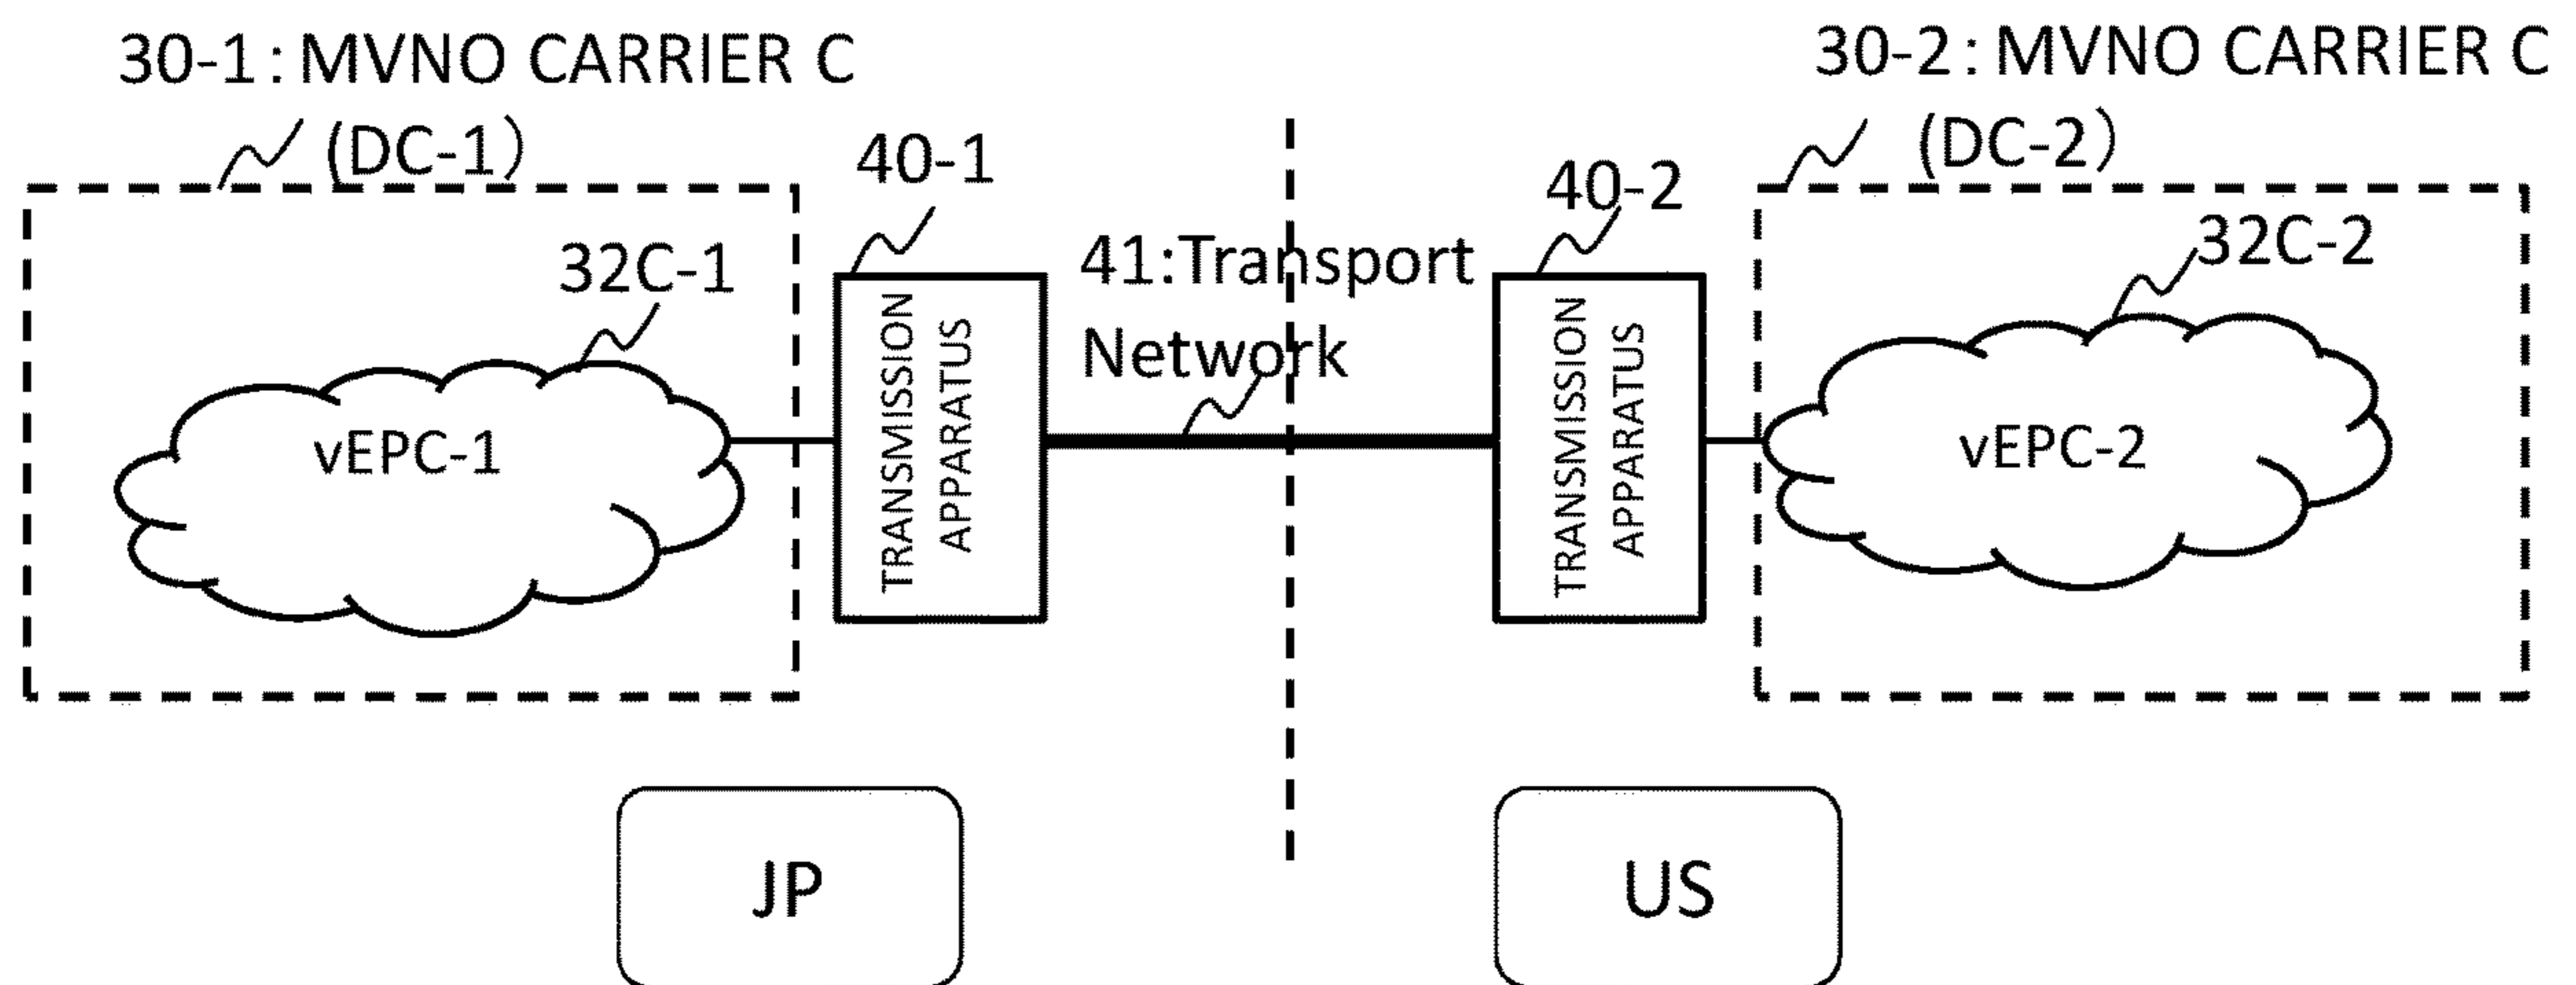 30-1:MVNO CARRIER C
(DC-1)
30-2:MVNO CARRIER C
(DC-2)
40-1
40-2
32C-1
32C-2
41:Transport
Network
vEPC-1
TRANSMISSION
APPARATUS
TRANSMISSION
APPARATUS
vEPC-2
JP
US